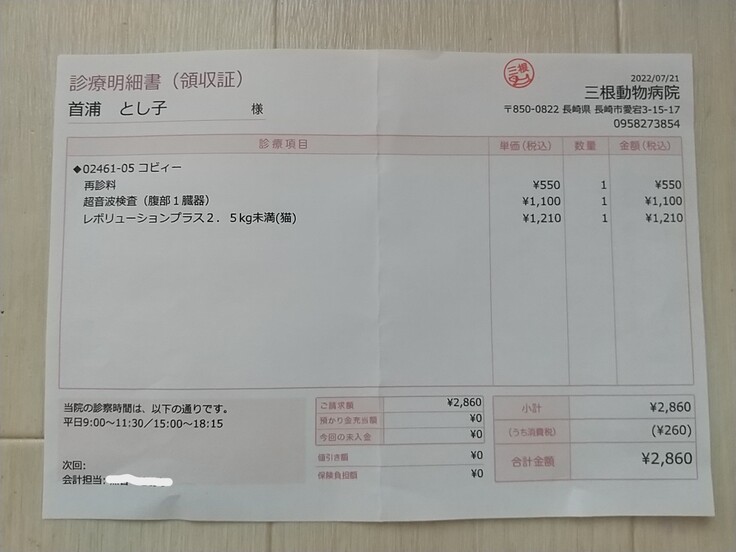 診療明細書（領収証）
首浦　とし子　様
三根
2022/07/21
三根動物病院
〒850-0822 長崎県 長崎市愛宕3-15-17
0958273854
診療項目 単価(税込) 数量 金額(税込)
◆02461-05 コビィー
再診料 ¥550 1 ¥550
超音波検査（腹部１臓器） ¥1,100 1 ¥1,100
レボリューションプラス２．５kg未満(猫) ¥1,210 1 ¥1,210
当院の診察時間は、以下の通りです。
平日9:00～11:30／15:00～18:15
次回:
会計担当:
ご請求額 ¥2,860
預かり金充当額 ¥0
今回の未入金 ¥0
値引き額 ¥0
保険負担額 ¥0
小計 ¥2,860
(うち消費税) (¥260)
合計金額 ¥2,860